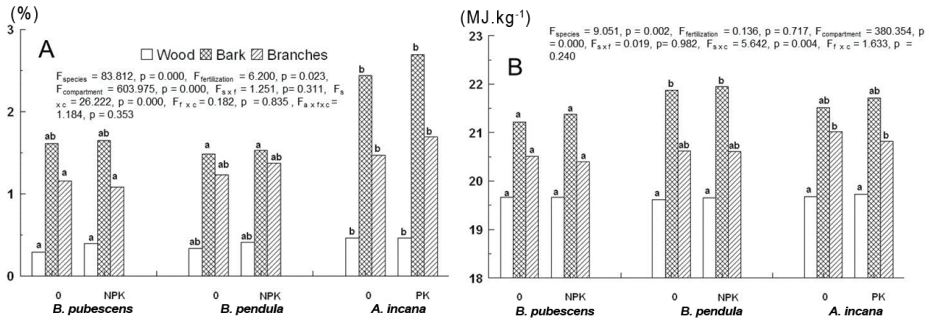 (%)
3
2
1
0
A
Wood Bark Branches
Fspecies = 83.812, p = 0.000, Ffertilization = 6.200, p = 0.023,
Fcompartment = 603.975, p = 0.000, Fs x f = 1.251, p= 0.311, Fs
x c = 26.222, p = 0.000, Ff x c = 0.182, p = 0.835, Fs x f x c =
1.184, p = 0.353
a ab a a ab a
ab a ab ab a ab
b b b b b b
0 NPK 0 NPK 0 PK
B. pubescens B. pendula A. incana
(MJ.kg-1)
23
22
21
20
19
18
B
Fspecies = 9.051, p = 0.002, Ffertilization = 0.136, p = 0.717, Fcompartment = 380.354, p
= 0.000, Fs x f = 0.019, p= 0.982, Fs x c = 5.642, p = 0.004, Ff x c = 1.633, p =
0.240
a a a a a a
a b ab a b ab
a ab b a ab b
0 NPK 0 NPK 0 PK
B. pubescens B. pendula A. incana